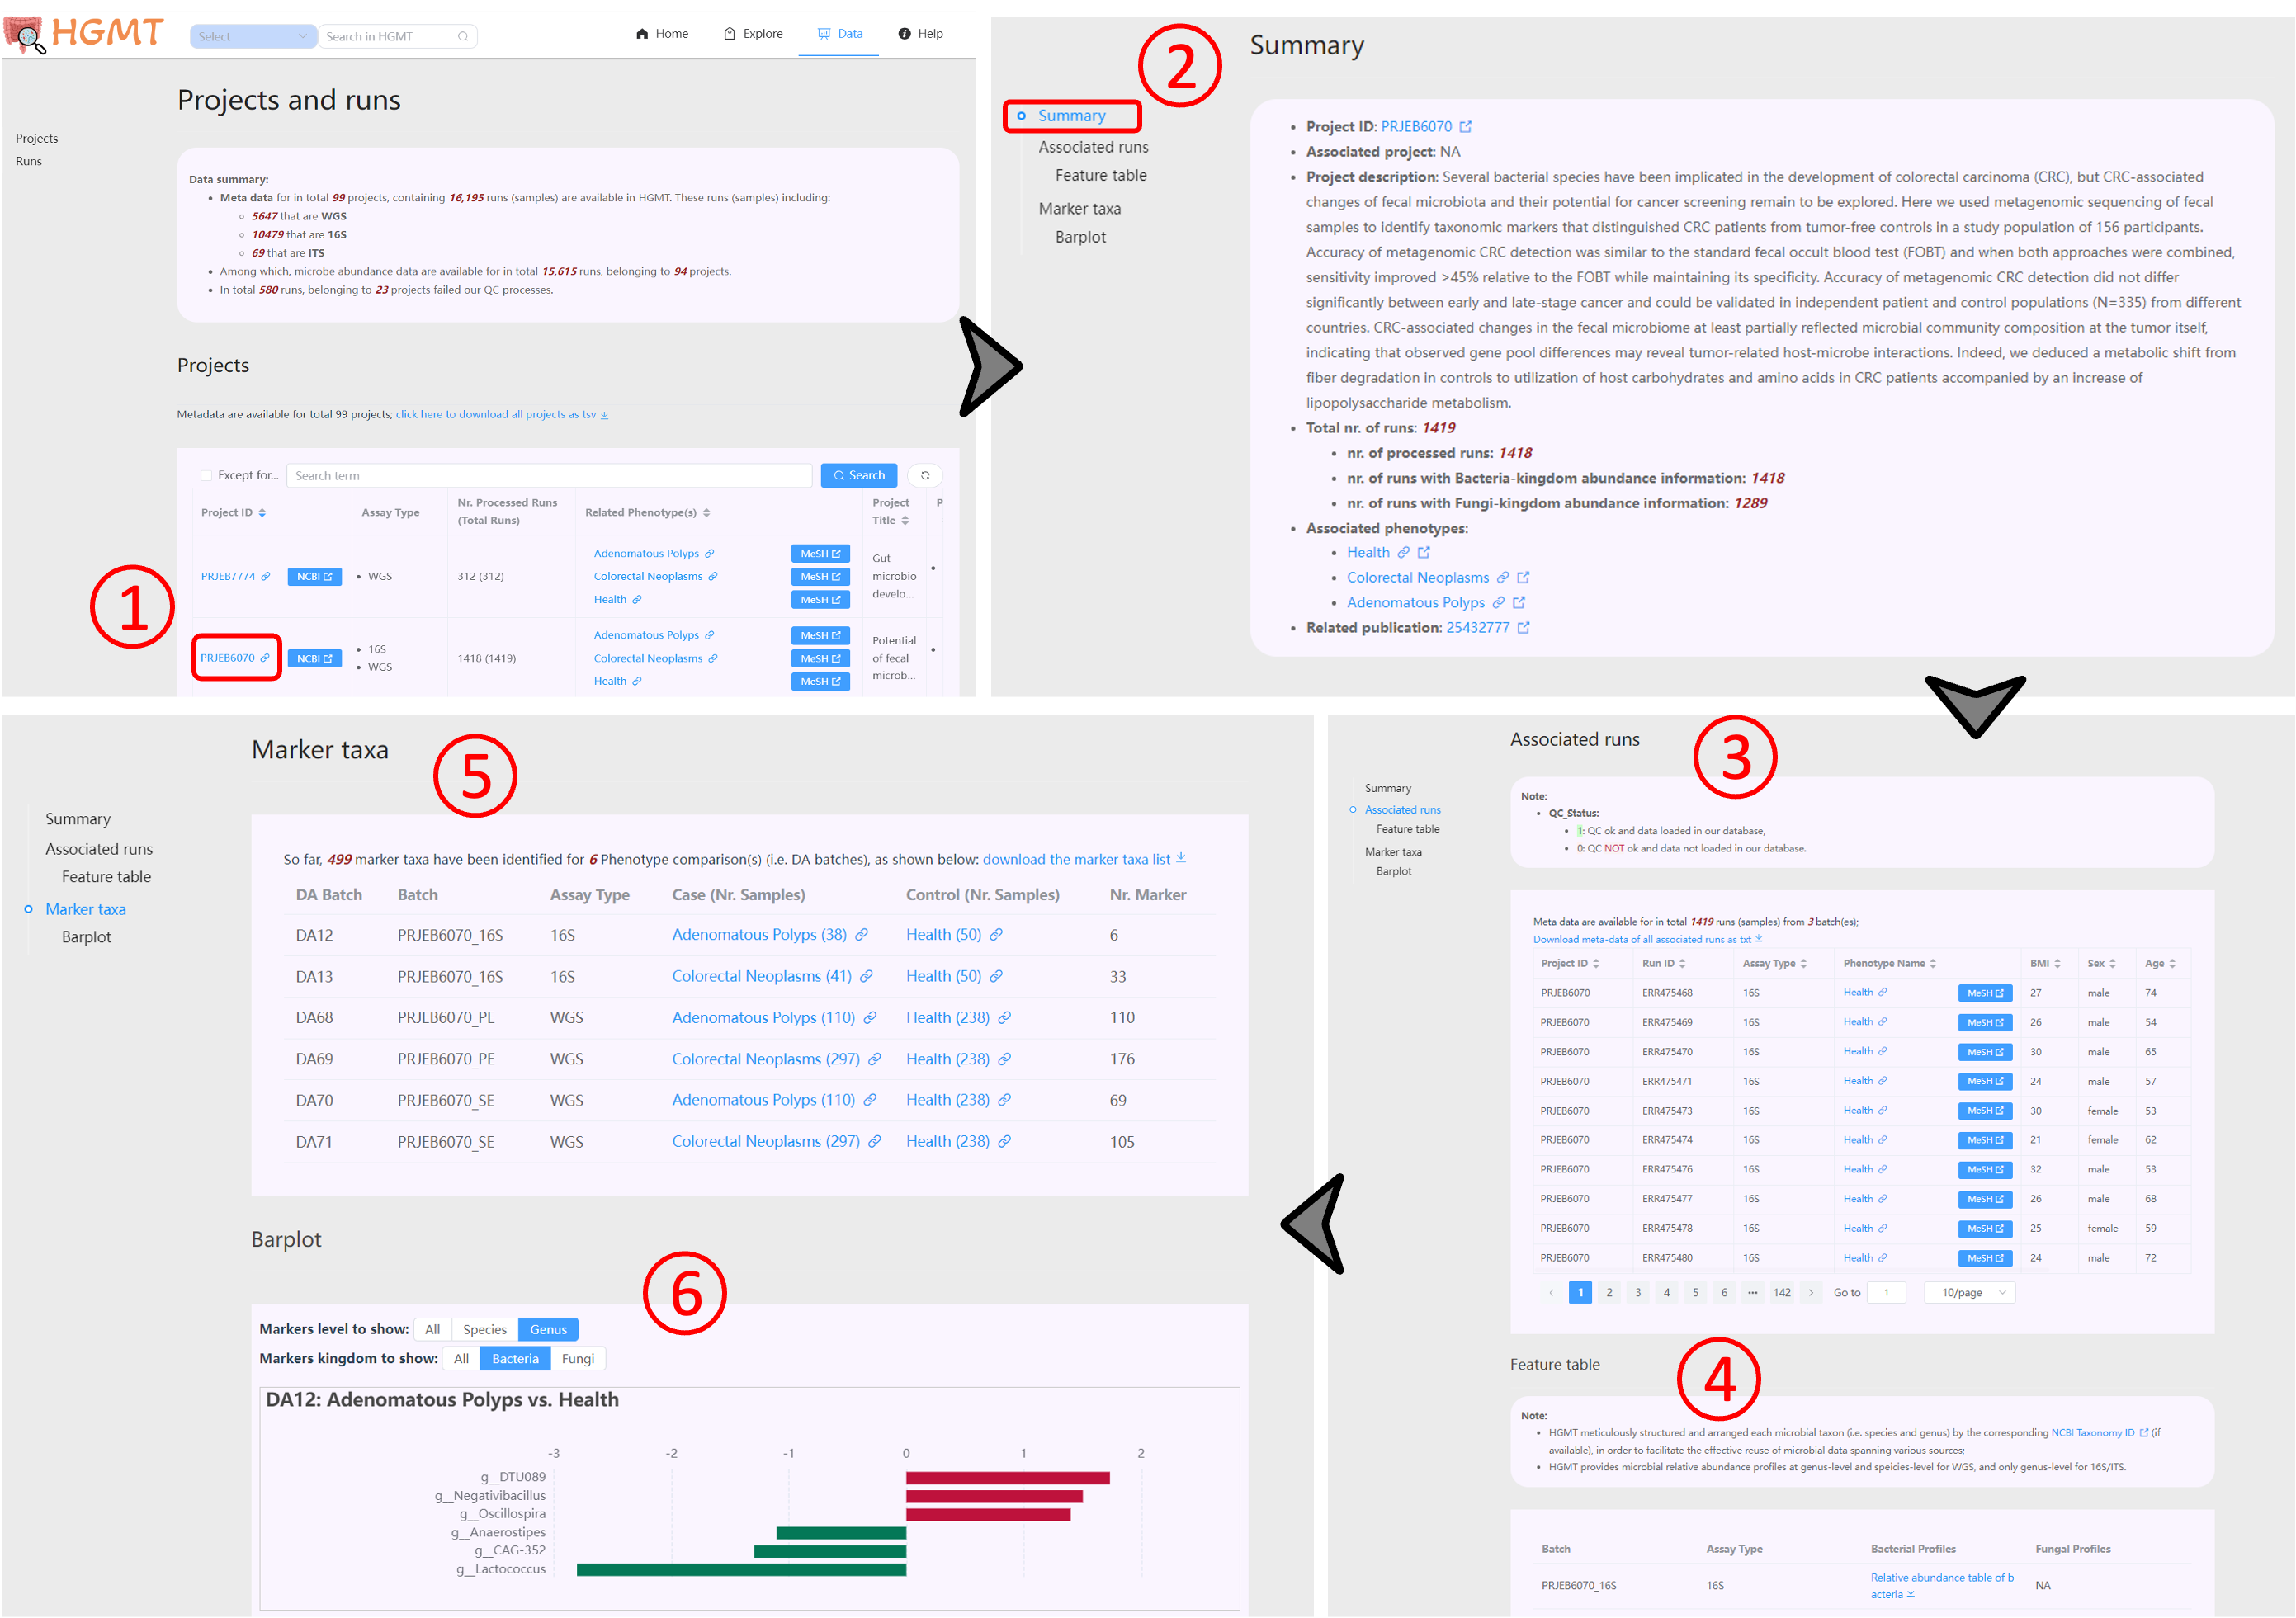 HGMT
Select
Search in HGMT
Home
Explore
Data
Help
Projects and runs
Projects
Runs
Data summary:
• Meta data for in total 99 projects, containing 16,195 runs (samples) are available in HGMT. These runs (samples) including:
5647 that are WGS
10479 that are 16S
69 that are ITS
• Among which, microbe abundance data are available for in total 15,615 runs, belonging to 94 projects.
• In total 580 runs, belonging to 23 projects failed our QC processes.
Projects
Metadata are available for total 99 projects; click here to download all projects as tsv
Except for... Search term Search
Project ID Assay Type Nr. Processed Runs (Total Runs) Related Phenotype(s) Project Title P
PRJEB7774 NCBI • WGS 312 (312)
Adenomatous Polyps MeSH
Colorectal Neoplasms MeSH
Health MeSH
Gut
microbio
develo...
1
PRJEB6070 NCBI • 16S • WGS 1418 (1419)
Adenomatous Polyps MeSH
Colorectal Neoplasms MeSH
Health MeSH
Potential
of fecal
microb...
2
Summary
Associated runs
Feature table
Marker taxa
Barplot
Summary
• Project ID: PRJEB6070
• Associated project: NA
• Project description: Several bacterial species have been implicated in the development of colorectal carcinoma (CRC), but CRC-associated
changes of fecal microbiota and their potential for cancer screening remain to be explored. Here we used metagenomic sequencing of fecal
samples to identify taxonomic markers that distinguished CRC patients from tumor-free controls in a study population of 156 participants.
Accuracy of metagenomic CRC detection was similar to the standard fecal occult blood test (FOBT) and when both approaches were combined,
sensitivity improved >45% relative to the FOBT while maintaining its specificity. Accuracy of metagenomic CRC detection did not differ
significantly between early and late-stage cancer and could be validated in independent patient and control populations (N=335) from different
countries. CRC-associated changes in the fecal microbiome at least partially reflected microbial community composition at the tumor itself,
indicating that observed gene pool differences may reveal tumor-related host-microbe interactions. Indeed, we deduced a metabolic shift from
fiber degradation in controls to utilization of host carbohydrates and amino acids in CRC patients accompanied by an increase of
lipopolysaccharide metabolism.
• Total nr. of runs: 1419
• nr. of processed runs: 1418
• nr. of runs with Bacteria-kingdom abundance information: 1418
• nr. of runs with Fungi-kingdom abundance information: 1289
• Associated phenotypes:
• Health
• Colorectal Neoplasms
• Adenomatous Polyps
• Related publication: 25432777
3
Associated runs
Summary
Associated runs
Feature table
Marker taxa
Barplot
Note:
• QC_Status:
• 1: QC ok and data loaded in our database,
• 0: QC NOT ok and data not loaded in our database.
Meta data are available for in total 1419 runs (samples) from 3 batch(es);
Download meta-data of all associated runs as txt
Project ID Run ID Assay Type Phenotype Name BMI Sex Age
PRJEB6070 ERR475468 16S Health MeSH 27 male 74
PRJEB6070 ERR475469 16S Health MeSH 26 male 54
PRJEB6070 ERR475470 16S Health MeSH 30 male 65
PRJEB6070 ERR475471 16S Health MeSH 24 male 57
PRJEB6070 ERR475473 16S Health MeSH 30 female 53
PRJEB6070 ERR475474 16S Health MeSH 21 female 62
PRJEB6070 ERR475476 16S Health MeSH 32 male 53
PRJEB6070 ERR475477 16S Health MeSH 26 male 68
PRJEB6070 ERR475478 16S Health MeSH 25 female 59
PRJEB6070 ERR475480 16S Health MeSH 24 male 72
< 1 2 3 4 5 6 ••• 142 > Go to 1 10/page
4
Feature table
Note:
• HGMT meticulously structured and arranged each microbial taxon (i.e. species and genus) by the corresponding NCBI Taxonomy ID (if
available), in order to facilitate the effective reuse of microbial data spanning various sources;
• HGMT provides microbial relative abundance profiles at genus-level and speicies-level for WGS, and only genus-level for 16S/ITS.
Batch Assay Type Bacterial Profiles Fungal Profiles
PRJEB6070_16S 16S Relative abundance table of b
acteria NA
5
Marker taxa
Summary
Associated runs
Feature table
Marker taxa
Barplot
So far, 499 marker taxa have been identified for 6 Phenotype comparison(s) (i.e. DA batches), as shown below: download the marker taxa list
DA Batch Batch Assay Type Case (Nr. Samples) Control (Nr. Samples) Nr. Marker
DA12 PRJEB6070_16S 16S Adenomatous Polyps (38) Health (50) 6
DA13 PRJEB6070_16S 16S Colorectal Neoplasms (41) Health (50) 33
DA68 PRJEB6070_PE WGS Adenomatous Polyps (110) Health (238) 110
DA69 PRJEB6070_PE WGS Colorectal Neoplasms (297) Health (238) 176
DA70 PRJEB6070_SE WGS Adenomatous Polyps (110) Health (238) 69
DA71 PRJEB6070_SE WGS Colorectal Neoplasms (297) Health (238) 105
Barplot
6
Markers level to show: All Species Genus
Markers kingdom to show: All Bacteria Fungi
DA12: Adenomatous Polyps vs. Health
-3 -2 -1 0 1 2
g__DTU089
g__Negativibacillus
g__Oscillospira
g__Anaerostipes
g__CAG-352
g__Lactococcus